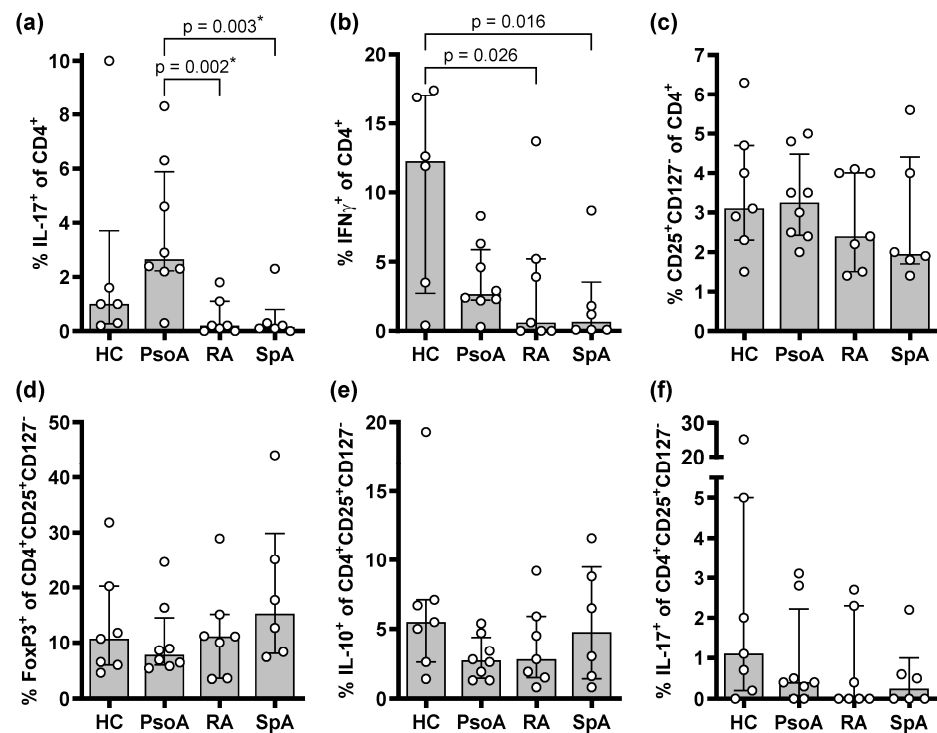 (a)
p = 0.003*
p = 0.002*
% IL-17⁺ of CD4⁺
10
8
6
4
2
0
HC PsoA RA SpA
(b)
p = 0.016
p = 0.026
% IFNγ⁺ of CD4⁺
20
15
10
5
0
HC PsoA RA SpA
(c)
% CD25⁺CD127⁻ of CD4⁺
7
6
5
4
3
2
1
0
HC PsoA RA SpA
(d)
% FoxP3⁺ of CD4⁺CD25⁺CD127⁻
50
40
30
20
10
0
HC PsoA RA SpA
(e)
% IL-10⁺ of CD4⁺CD25⁺CD127⁻
20
15
10
5
0
HC PsoA RA SpA
(f)
% IL-17⁺ of CD4⁺CD25⁺CD127⁻
30
20
5
4
3
2
1
0
HC PsoA RA SpA